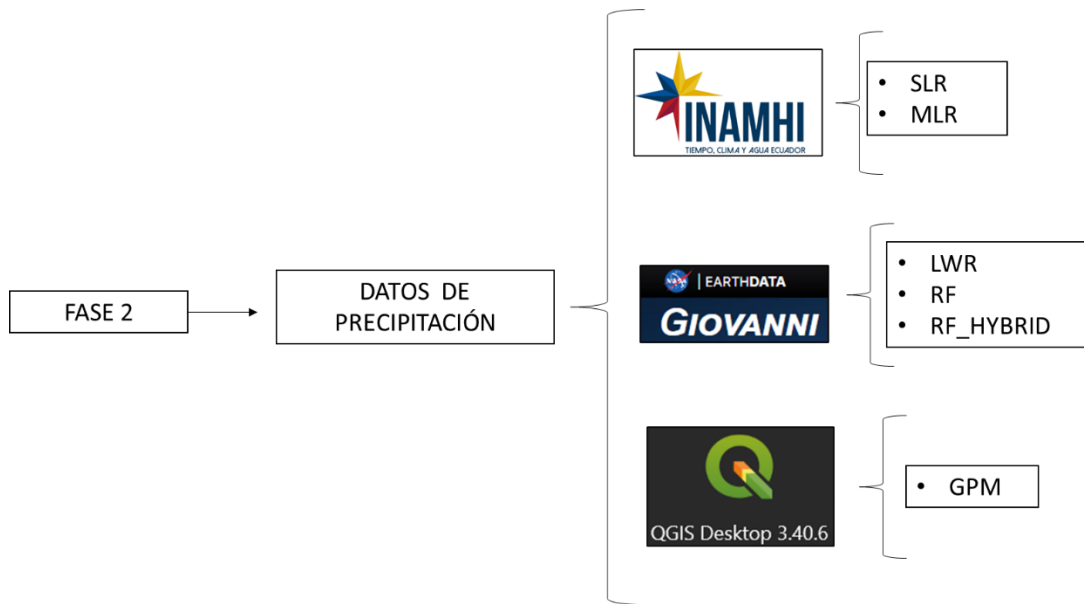 FASE 2
DATOS DE
PRECIPITACIÓN
INAMHI
TIEMPO, CLIMA Y AGUA ECUADOR
• SLR
• MLR
NASA | EARTHDATA
GIOVANNI
• LWR
• RF
• RF_HYBRID
QGIS Desktop 3.40.6
• GPM